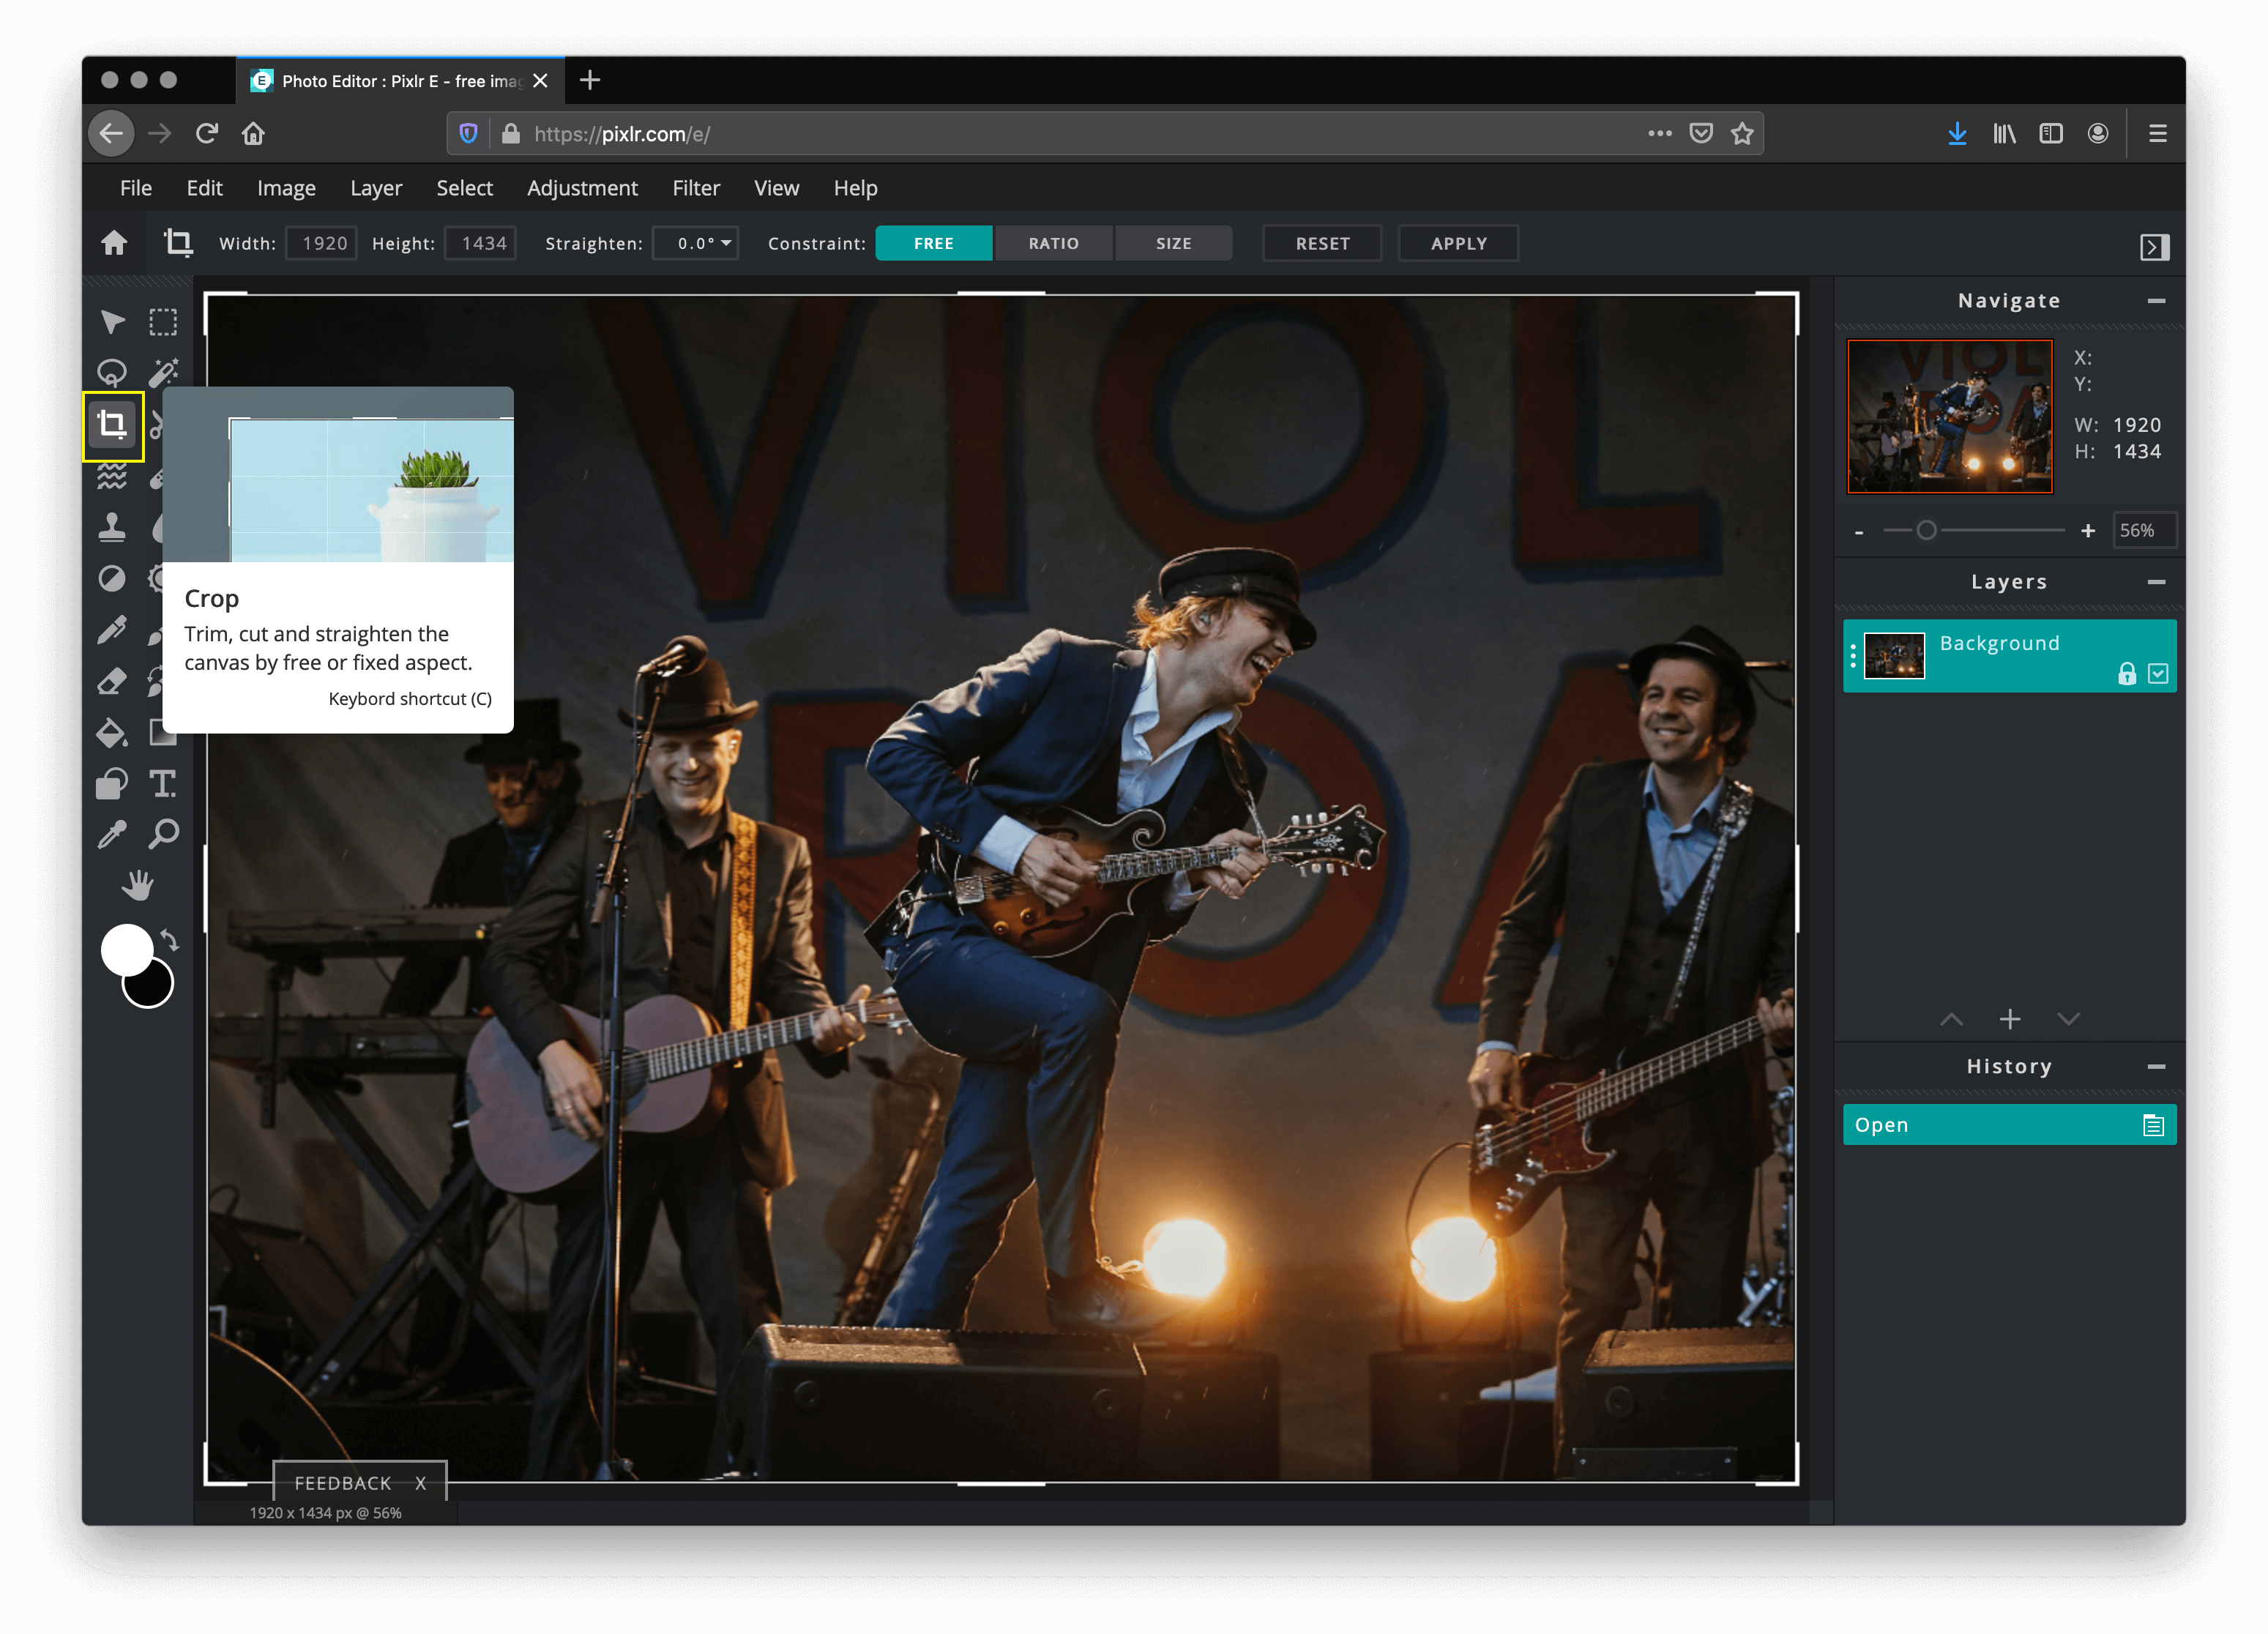 Photo Editor : Pixlr E - free imag
https://pixlr.com/e/
File Edit Image Layer Select Adjustment Filter View Help
Width: 1920 Height: 1434 Straighten: 0.0° Constraint: FREE RATIO SIZE RESET APPLY
Navigate
VIOL
X:
Y:
W: 1920
H: 1434
- + 56%
Layers
Background
History
Open
Crop
Trim, cut and straighten the
canvas by free or fixed aspect.
Keybord shortcut (C)
VIOL
ROA
FEEDBACK X
1920 x 1434 px @ 56%